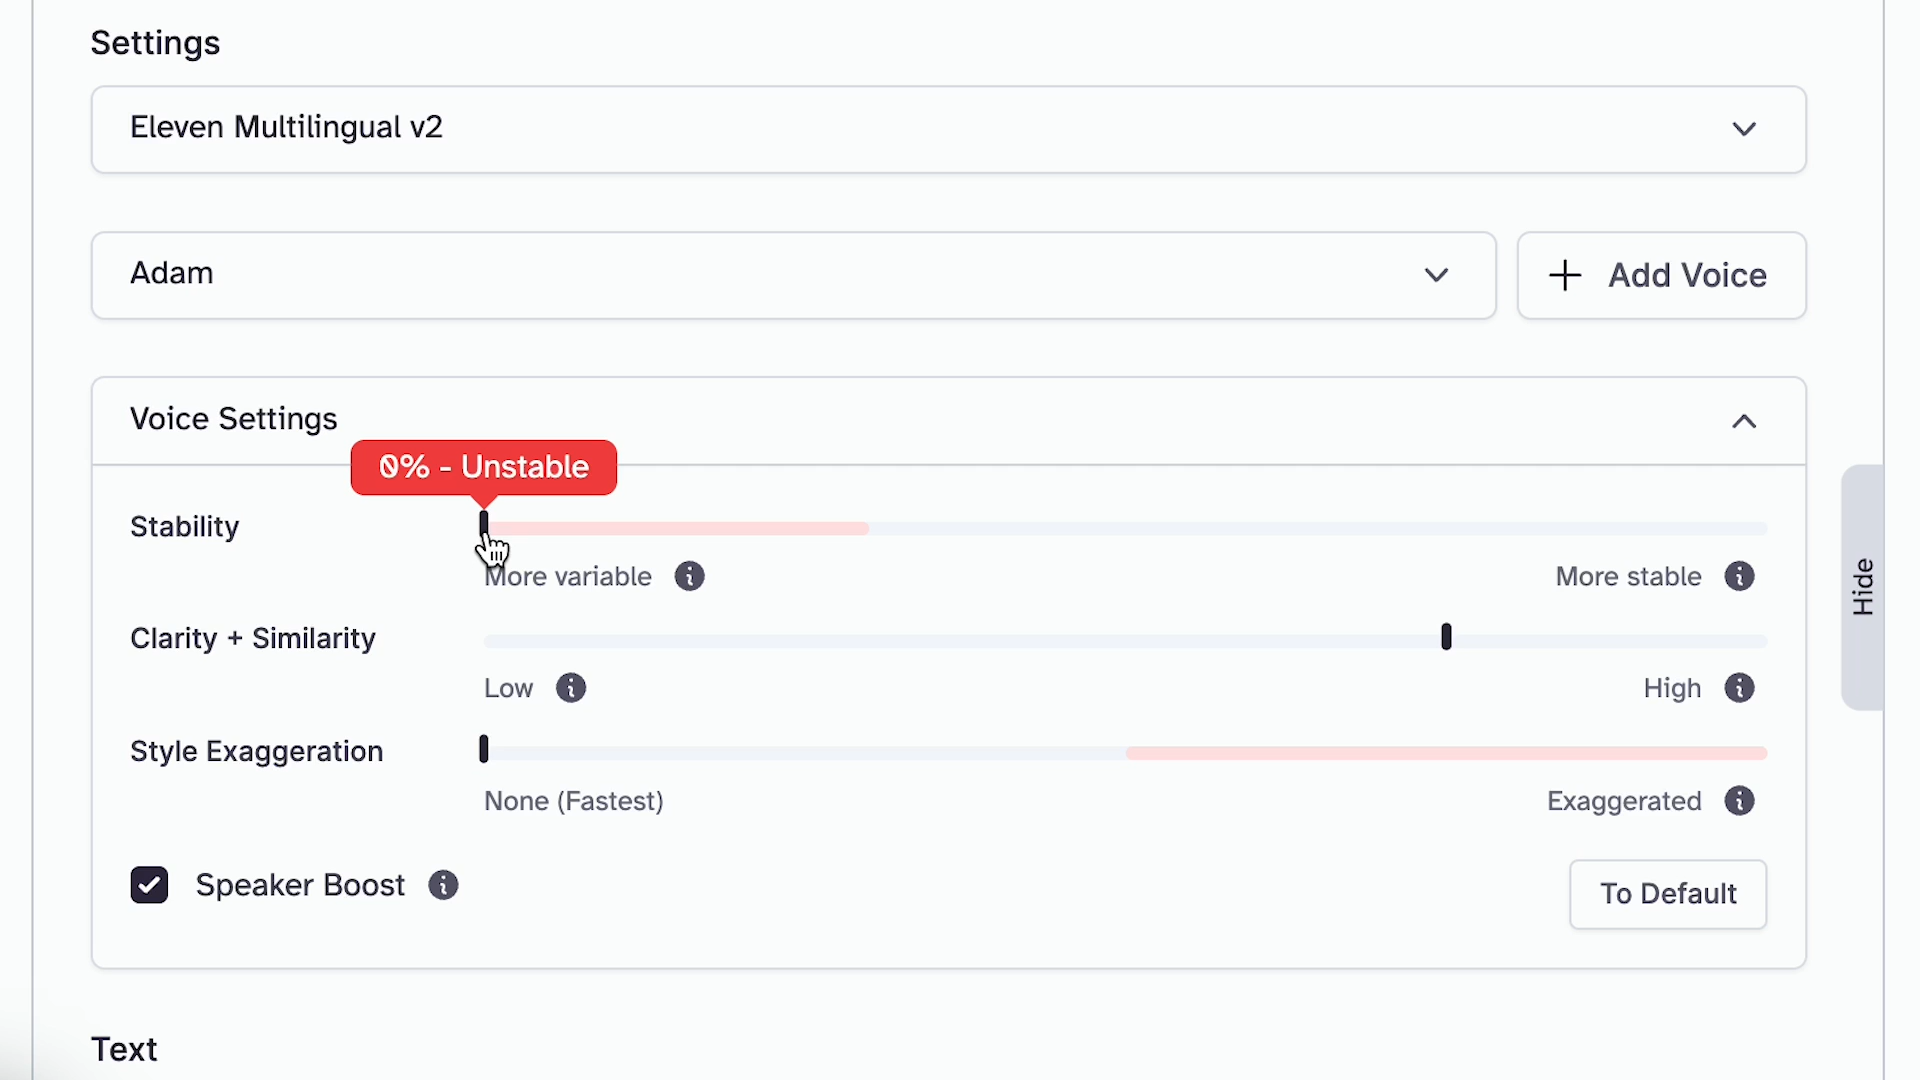 Settings
Eleven Multilingual v2
Adam
Add Voice
Voice Settings
0% - Unstable
Stability
More variable
More stable
Clarity + Similarity
Low
High
Style Exaggeration
None (Fastest)
Exaggerated
Speaker Boost
To Default
Hide
Text